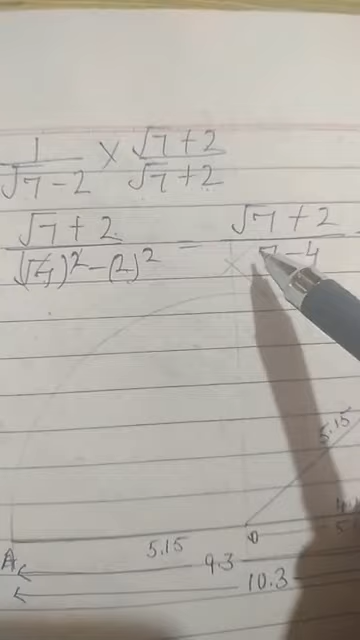 1/(√7-2) × (√7+2)/(√7+2)
(√7+2)/((√7)²-(2)²) = (√7+2)/(7-4)
5.15
A 5.15 O
9.3
10.3